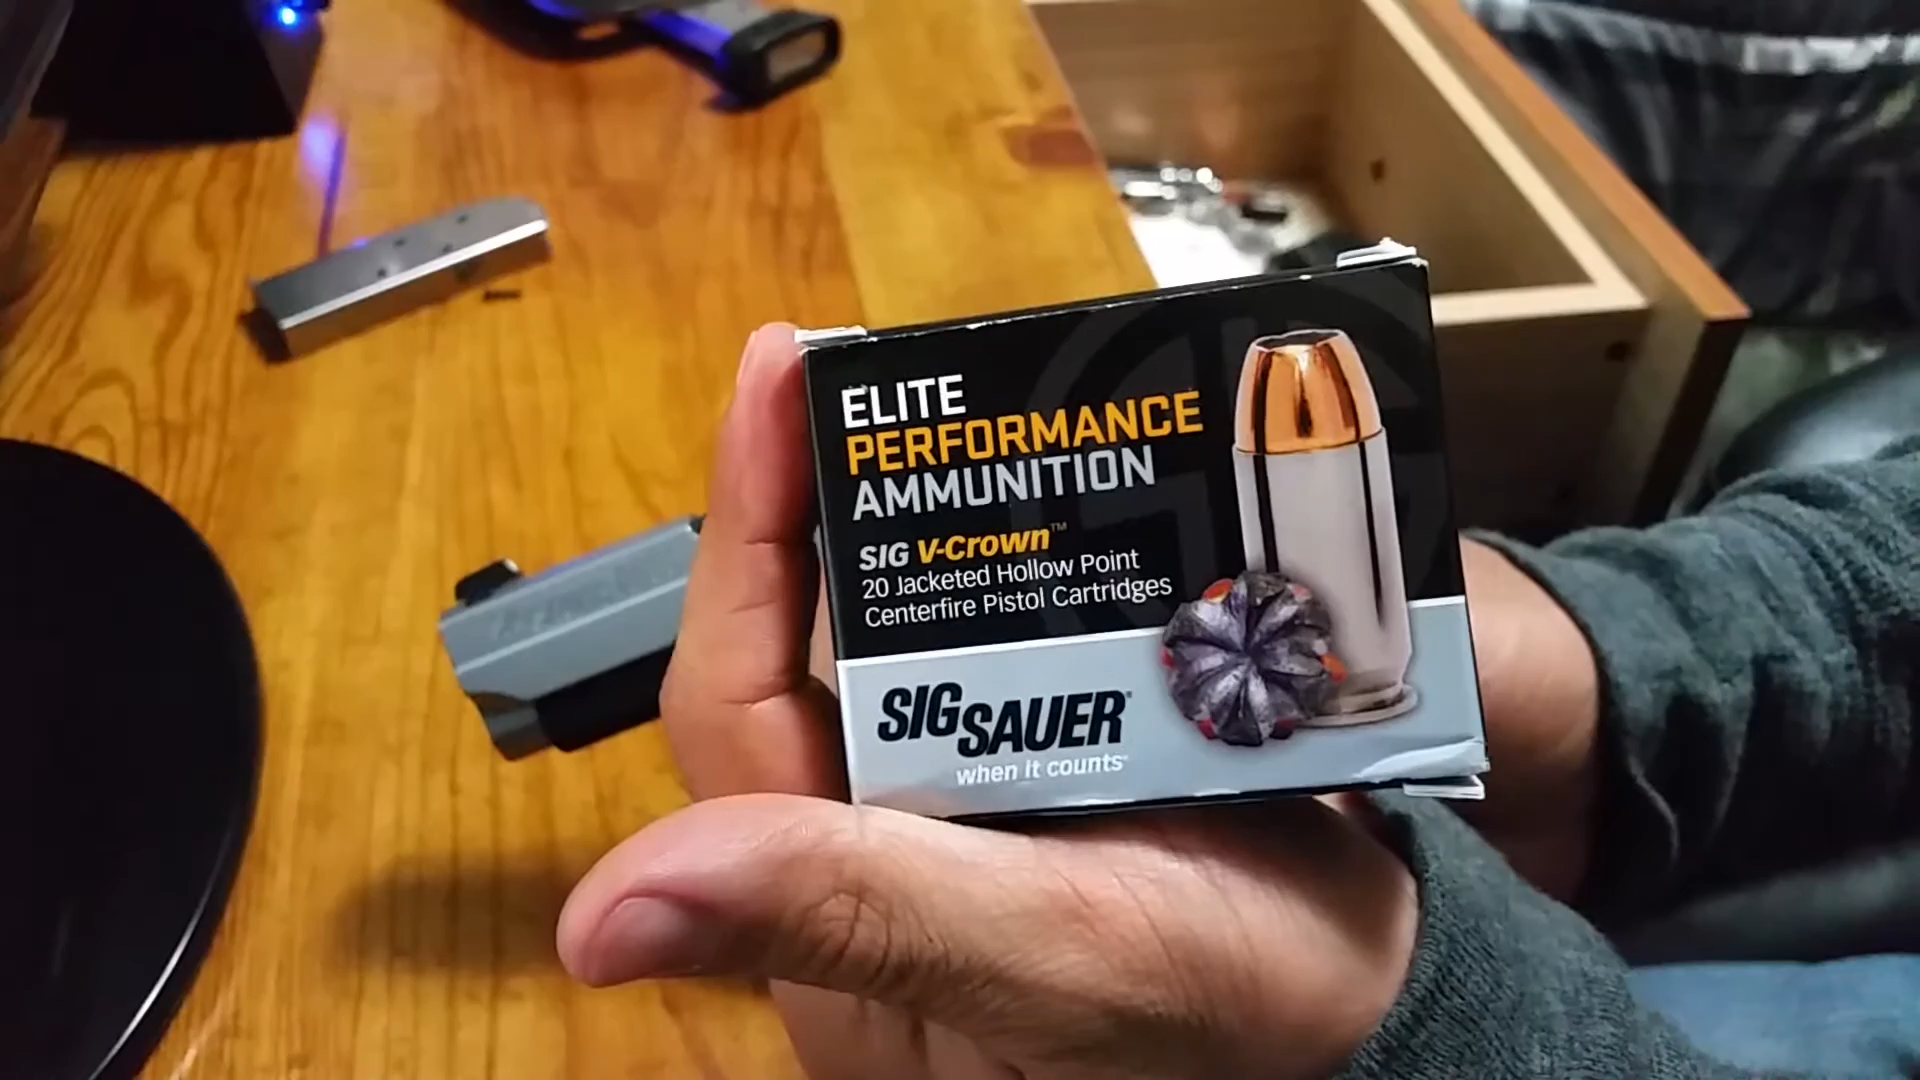 ELITE
PERFORMANCE
AMMUNITION
SIG V-Crown™
20 Jacketed Hollow Point
Centerfire Pistol Cartridges
SIG SAUER®
when it counts®